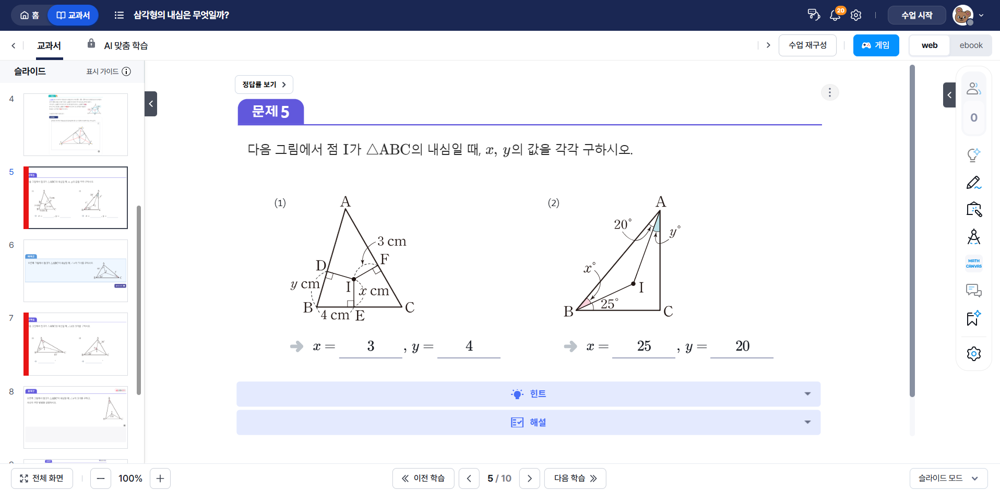 홈
교과서
삼각형의 내심은 무엇일까?
20
수업 시작
교과서
AI 맞춤 학습
수업 재구성
게임
web
ebook
슬라이드
표시 가이드
4
5
6
7
8
정답률 보기
문제 5
다음 그림에서 점 I가 △ABC의 내심일 때, x, y의 값을 각각 구하시오.
(1)
A
3 cm
D
F
y cm
I
x cm
B
4 cm
E
C
x = 3 , y = 4
(2)
A
20°
y°
x°
I
25°
B
C
x = 25 , y = 20
힌트
해설
0
MATH
CANVAS
전체 화면
100%
이전 학습
5 / 10
다음 학습
슬라이드 모드